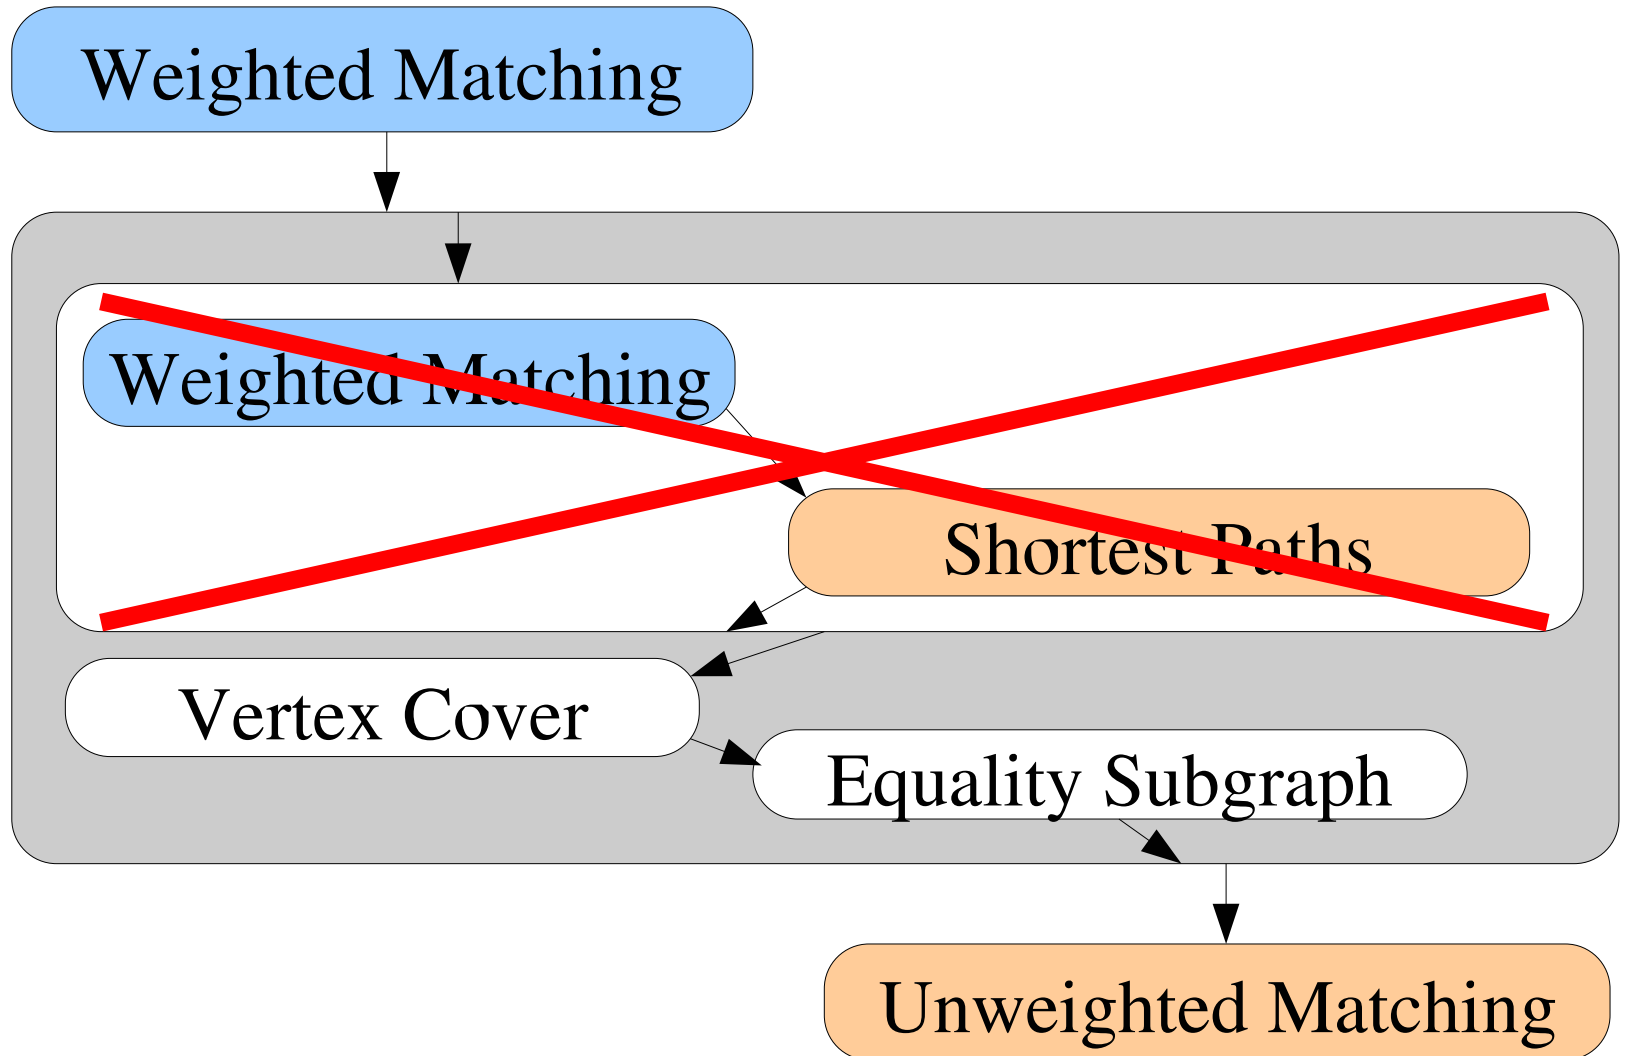 Weighted Matching
Weighted Matching
Shortest Paths
Vertex Cover
Equality Subgraph
Unweighted Matching